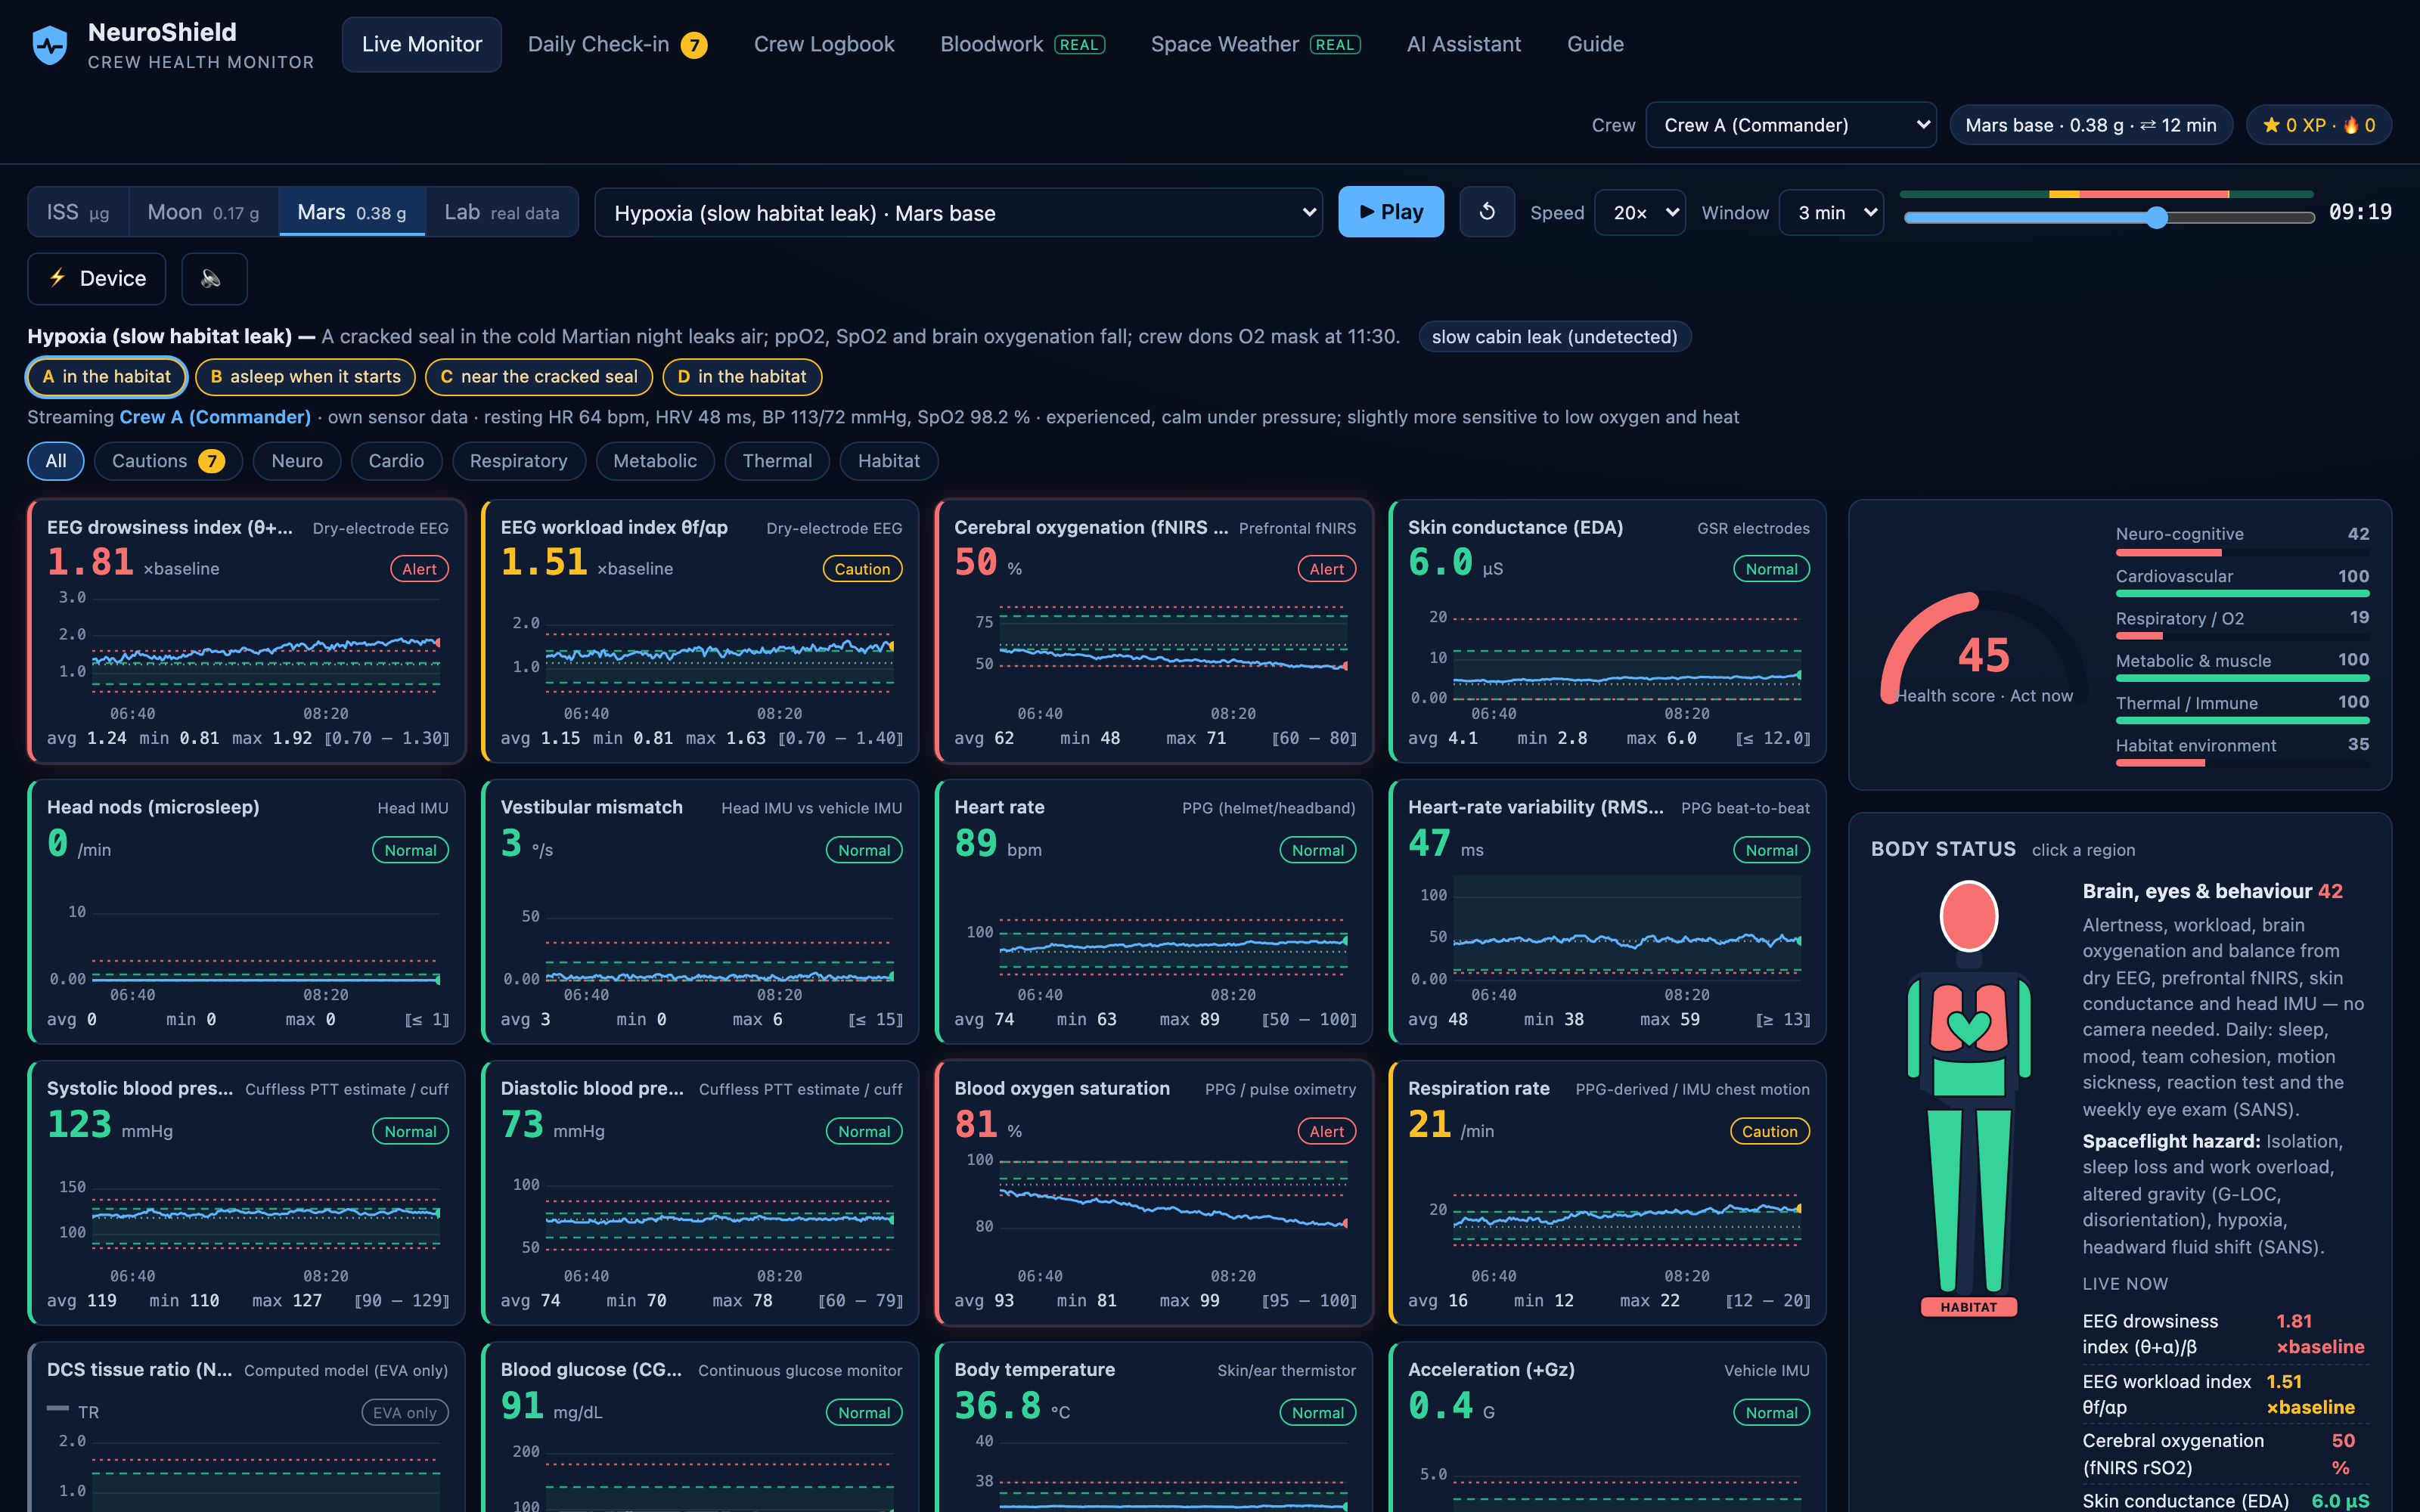 NeuroShield
CREW HEALTH MONITOR
Live Monitor
Daily Check-in 7
Crew Logbook
Bloodwork REAL
Space Weather REAL
AI Assistant
Guide
Crew Crew A (Commander)
Mars base · 0.38 g · ⇄ 12 min
⭐ 0 XP · 🔥 0
ISS µg
Moon 0.17 g
Mars 0.38 g
Lab real data
Hypoxia (slow habitat leak) · Mars base
▶ Play
↺
Speed 20×
Window 3 min
09:19
⚡ Device
Hypoxia (slow habitat leak) — A cracked seal in the cold Martian night leaks air; ppO2, SpO2 and brain oxygenation fall; crew dons O2 mask at 11:30. slow cabin leak (undetected)
A in the habitat
B asleep when it starts
C near the cracked seal
D in the habitat
Streaming Crew A (Commander) · own sensor data · resting HR 64 bpm, HRV 48 ms, BP 113/72 mmHg, SpO2 98.2 % · experienced, calm under pressure; slightly more sensitive to low oxygen and heat
All
Cautions 7
Neuro
Cardio
Respiratory
Metabolic
Thermal
Habitat
EEG drowsiness index (θ+... Dry-electrode EEG
1.81 ×baseline Alert
3.0
2.0
1.0
06:40 08:20
avg 1.24 min 0.81 max 1.92 ⟦0.70 – 1.30⟧
EEG workload index θf/αp Dry-electrode EEG
1.51 ×baseline Caution
2.0
1.0
06:40 08:20
avg 1.15 min 0.81 max 1.63 ⟦0.70 – 1.40⟧
Cerebral oxygenation (fNIRS ... Prefrontal fNIRS
50 % Alert
75
50
06:40 08:20
avg 62 min 48 max 71 ⟦60 – 80⟧
Skin conductance (EDA) GSR electrodes
6.0 µS Normal
20
10
0.00
06:40 08:20
avg 4.1 min 2.8 max 6.0 ⟦≤ 12.0⟧
Head nods (microsleep) Head IMU
0 /min Normal
10
0.00
06:40 08:20
avg 0 min 0 max 0 ⟦≤ 1⟧
Vestibular mismatch Head IMU vs vehicle IMU
3 °/s Normal
50
0.00
06:40 08:20
avg 3 min 0 max 6 ⟦≤ 15⟧
Heart rate PPG (helmet/headband)
89 bpm Normal
100
06:40 08:20
avg 74 min 63 max 89 ⟦50 – 100⟧
Heart-rate variability (RMS... PPG beat-to-beat
47 ms Normal
100
50
0.00
06:40 08:20
avg 48 min 38 max 59 ⟦≥ 13⟧
Systolic blood pres... Cuffless PTT estimate / cuff
123 mmHg Normal
150
100
06:40 08:20
avg 119 min 110 max 127 ⟦90 – 129⟧
Diastolic blood pre... Cuffless PTT estimate / cuff
73 mmHg Normal
100
50
06:40 08:20
avg 74 min 70 max 78 ⟦60 – 79⟧
Blood oxygen saturation PPG / pulse oximetry
81 % Alert
100
80
06:40 08:20
avg 93 min 81 max 99 ⟦95 – 100⟧
Respiration rate PPG-derived / IMU chest motion
21 /min Caution
20
06:40 08:20
avg 16 min 12 max 22 ⟦12 – 20⟧
DCS tissue ratio (N... Computed model (EVA only)
— TR EVA only
2.0
1.0
Blood glucose (CG... Continuous glucose monitor
91 mg/dL Normal
200
100
Body temperature Skin/ear thermistor
36.8 °C Normal
40
38
Acceleration (+Gz) Vehicle IMU
0.4 G Normal
5.0
45
Health score · Act now
Neuro-cognitive 42
Cardiovascular 100
Respiratory / O2 19
Metabolic & muscle 100
Thermal / Immune 100
Habitat environment 35
BODY STATUS click a region
HABITAT
Brain, eyes & behaviour 42
Alertness, workload, brain
oxygenation and balance from
dry EEG, prefrontal fNIRS, skin
conductance and head IMU — no
camera needed. Daily: sleep,
mood, team cohesion, motion
sickness, reaction test and the
weekly eye exam (SANS).
Spaceflight hazard: Isolation,
sleep loss and work overload,
altered gravity (G-LOC,
disorientation), hypoxia,
headward fluid shift (SANS).
LIVE NOW
EEG drowsiness 1.81
index (θ+α)/β ×baseline
EEG workload index 1.51
θf/αp ×baseline
Cerebral oxygenation 50
(fNIRS rSO2) %
Skin conductance (EDA) 6.0 µS